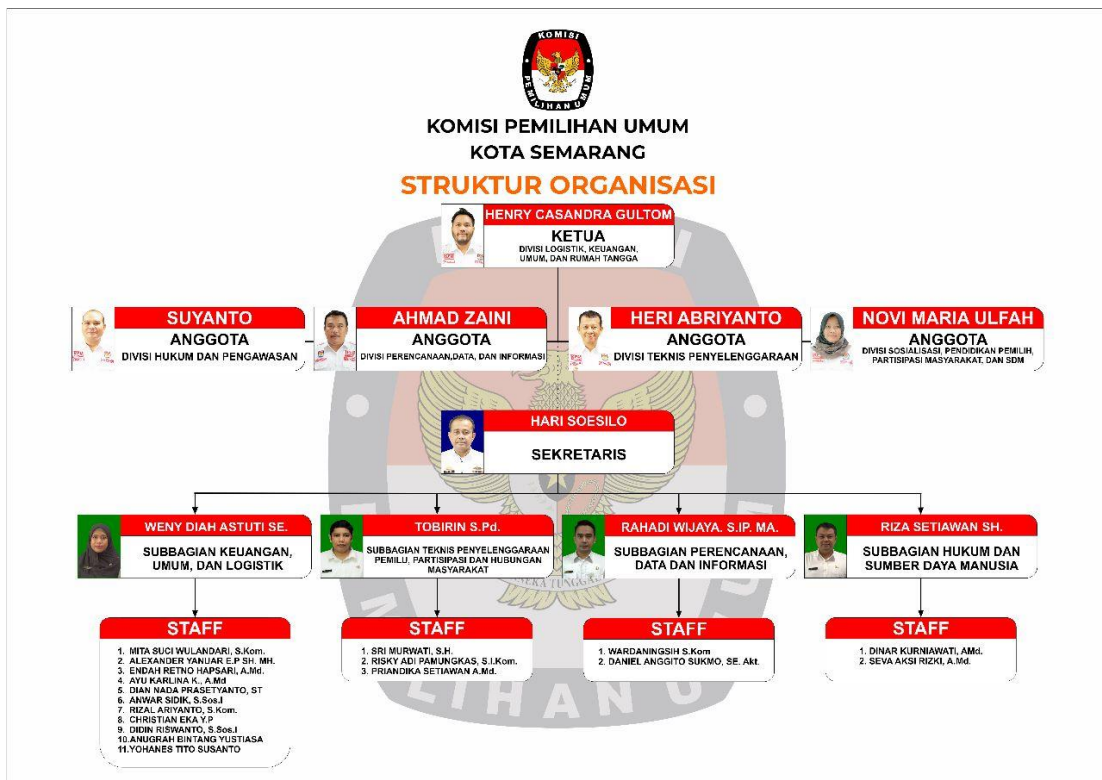 KOMISI
PEMILIHAN UMUM
KOMISI PEMILIHAN UMUM
KOTA SEMARANG
STRUKTUR ORGANISASI
HENRY CASANDRA GULTOM
KETUA
DIVISI LOGISTIK, KEUANGAN,
UMUM, DAN RUMAH TANGGA
SUYANTO
ANGGOTA
DIVISI HUKUM DAN PENGAWASAN
AHMAD ZAINI
ANGGOTA
DIVISI PERENCANAAN,DATA, DAN INFORMASI
HERI ABRIYANTO
ANGGOTA
DIVISI TEKNIS PENYELENGGARAAN
NOVI MARIA ULFAH
ANGGOTA
DIVISI SOSIALISASI, PENDIDIKAN PEMILIH,
PARTISIPASI MASYARAKAT, DAN SDM
HARI SOESILO
SEKRETARIS
WENY DIAH ASTUTI SE.
SUBBAGIAN KEUANGAN,
UMUM, DAN LOGISTIK
TOBIRIN S.Pd.
SUBBAGIAN TEKNIS PENYELENGGARAAN
PEMILU, PARTISIPASI DAN HUBUNGAN
MASYARAKAT
RAHADI WIJAYA. S.IP. MA.
SUBBAGIAN PERENCANAAN,
DATA DAN INFORMASI
RIZA SETIAWAN SH.
SUBBAGIAN HUKUM DAN
SUMBER DAYA MANUSIA
STAFF
1. MITA SUCI WULANDARI, S.Kom.
2. ALEXANDER YANUAR E.P SH. MH.
3. ENDAH RETNO HAPSARI, A.Md.
4. AYU KARLINA K., A.Md
5. DIAN NADA PRASETYANTO, ST
6. ANWAR SIDIK, S.Sos.I
7. RIZAL ARIYANTO, S.Kom.
8. CHRISTIAN EKA Y.P
9. DIDIN RISWANTO, S.Sos.I
10.ANUGRAH BINTANG YUSTIASA
11.YOHANES TITO SUSANTO
STAFF
1. SRI MURWATI, S.H.
2. RISKY ADI PAMUNGKAS, S.I.Kom.
3. PRIANDIKA SETIAWAN A.Md.
STAFF
1. WARDANINGSIH S.Kom
2. DANIEL ANGGITO SUKMO, SE. Akt.
STAFF
1. DINAR KURNIAWATI, AMd.
2. SEVA AKSI RIZKI, A.Md.